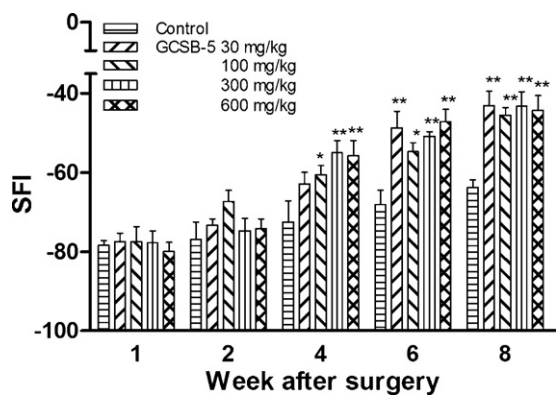 0
Control
GCSB-5 30 mg/kg
100 mg/kg
300 mg/kg
600 mg/kg
-40
-60
-80
-100
SFI
* ** **
** * ** **
** ** ** **
1 2 4 6 8
Week after surgery